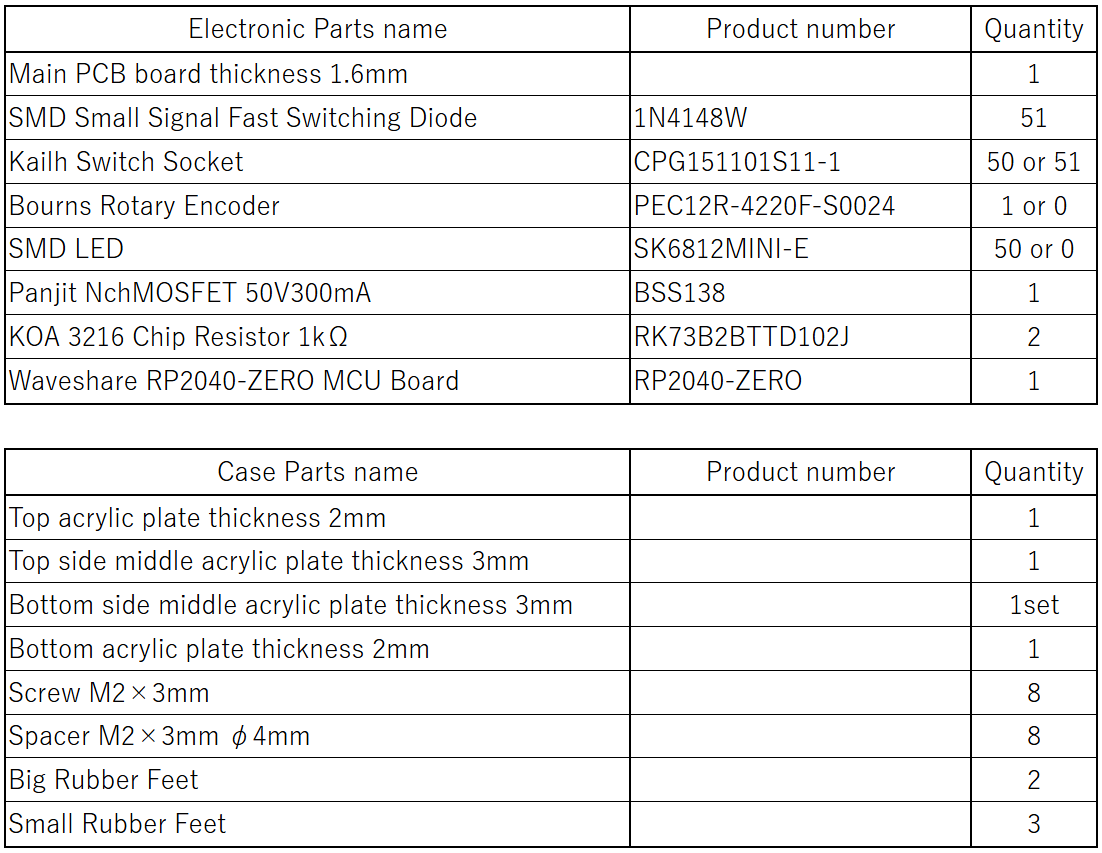 Electronic Parts name Product number Quantity
Main PCB board thickness 1.6mm 1
SMD Small Signal Fast Switching Diode 1N4148W 51
Kailh Switch Socket CPG151101S11-1 50 or 51
Bourns Rotary Encoder PEC12R-4220F-S0024 1 or 0
SMD LED SK6812MINI-E 50 or 0
Panjit NchMOSFET 50V300mA BSS138 1
KOA 3216 Chip Resistor 1kΩ RK73B2BTTD102J 2
Waveshare RP2040-ZERO MCU Board RP2040-ZERO 1
Case Parts name Product number Quantity
Top acrylic plate thickness 2mm 1
Top side middle acrylic plate thickness 3mm 1
Bottom side middle acrylic plate thickness 3mm 1set
Bottom acrylic plate thickness 2mm 1
Screw M2×3mm 8
Spacer M2×3mm φ4mm 8
Big Rubber Feet 2
Small Rubber Feet 3